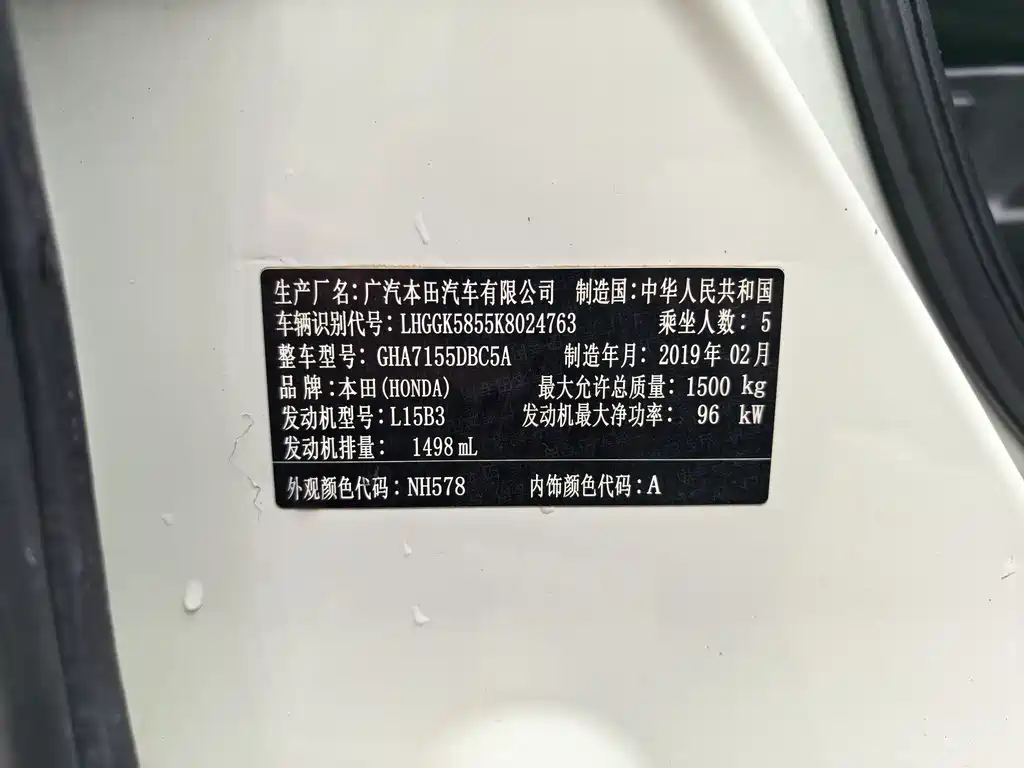 生产厂名:广汽本田汽车有限公司 制造国:中华人民共和国
车辆识别代号:LHGGK5855K8024763 乘坐人数:5
整车型号:GHA7155DBC5A 制造年月:2019年02月
品牌:本田(HONDA) 最大允许总质量:1500 kg
发动机型号:L15B3 发动机最大净功率:96 kW
发动机排量:1498mL
外观颜色代码:NH578 内饰颜色代码:A